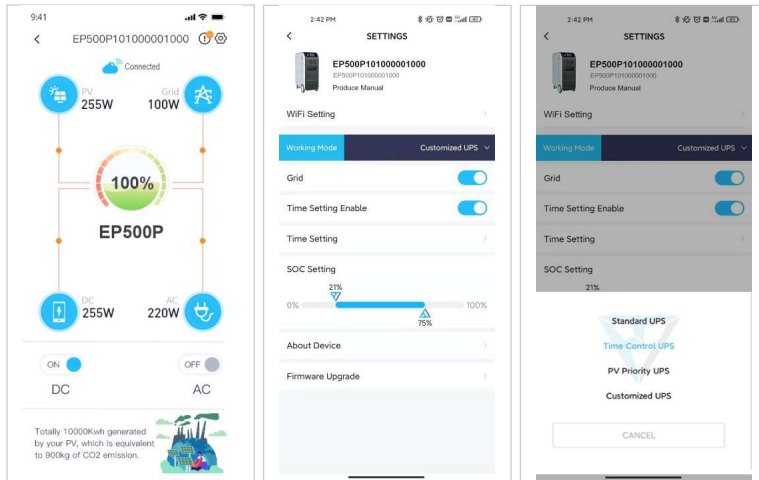 9:41
EP500P101000001000
Connected
PV
255W
Grid
100W
100%
EP500P
DC
255W
AC
220W
ON
OFF
DC
AC
Totally 10000Kwh generated
by your PV, which is equivalent
to 900kg of CO2 emission.
2:42 PM
SETTINGS
EP500P101000001000
EP500P101000001000
Produce Manual
WiFi Setting
Working Mode
Customized UPS
Grid
Time Setting Enable
Time Setting
SOC Setting
21%
0%
100%
75%
About Device
Firmware Upgrade
2:42 PM
SETTINGS
EP500P101000001000
EP500P101000001000
Produce Manual
WiFi Setting
Working Mode
Customized UPS
Grid
Time Setting Enable
Time Setting
SOC Setting
21%
Standard UPS
Time Control UPS
PV Priority UPS
Customized UPS
CANCEL